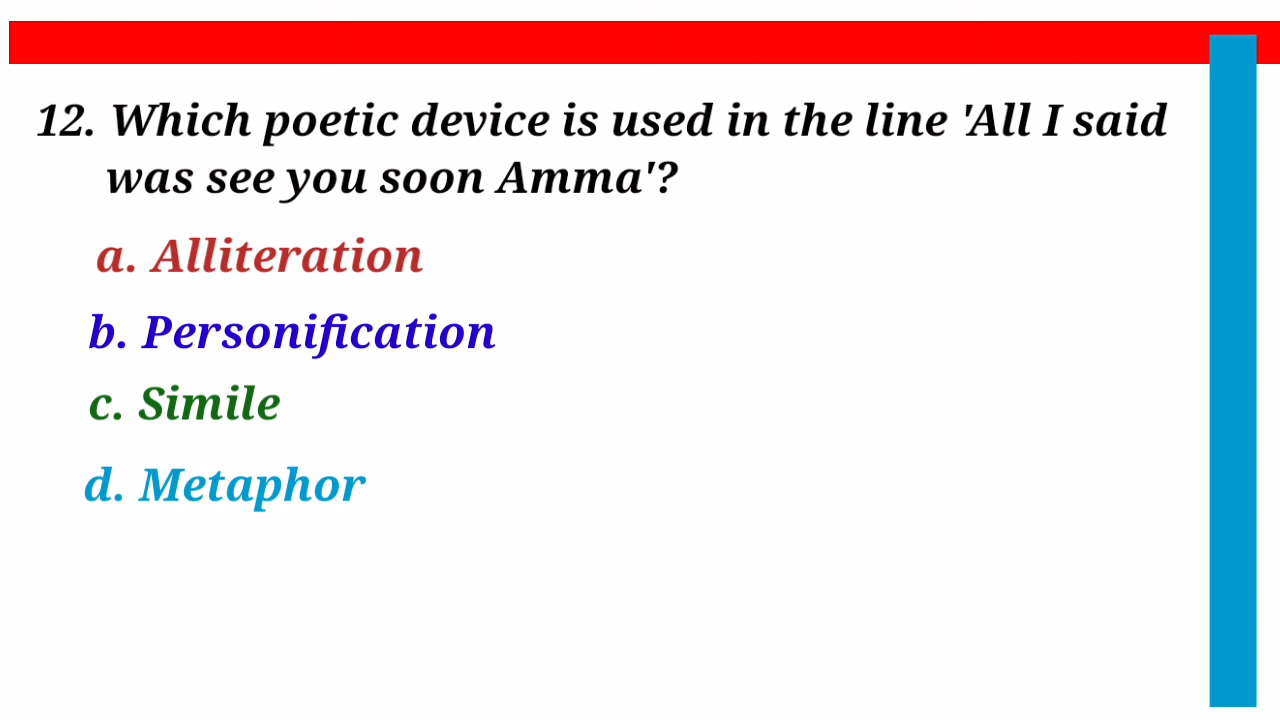 12. Which poetic device is used in the line 'All I said
was see you soon Amma'?
a. Alliteration
b. Personification
c. Simile
d. Metaphor